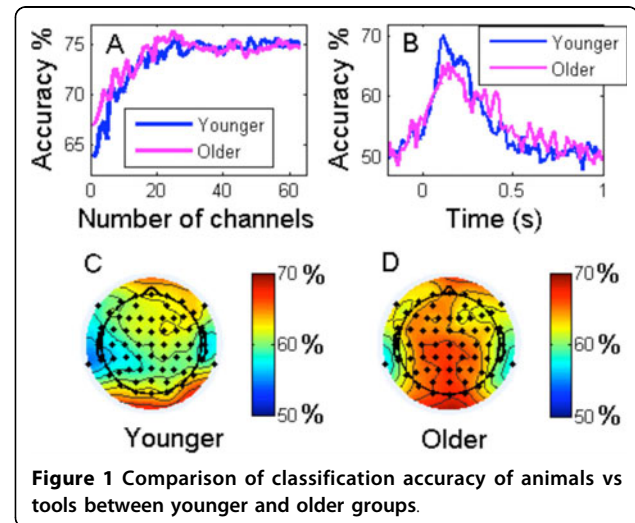 A
B
Accuracy %
75
70
65
Younger
Older
0
20
40
60
Number of channels
Accuracy %
70
60
50
Younger
Older
0
0.5
1
Time (s)
C
70 %
60 %
50 %
Younger
D
70 %
60 %
50 %
Older
Figure 1 Comparison of classification accuracy of animals vs
tools between younger and older groups.